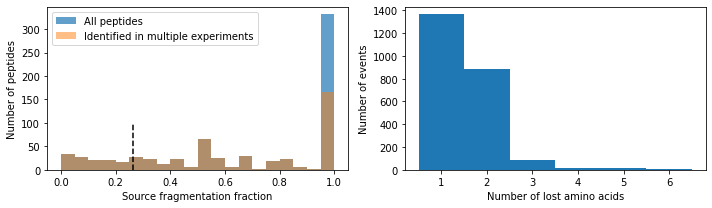 All peptides
Identified in multiple experiments
Number of peptides
300
250
200
150
100
50
0
0.0 0.2 0.4 0.6 0.8 1.0
Source fragmentation fraction
Number of events
1400
1200
1000
800
600
400
200
0
1 2 3 4 5 6
Number of lost amino acids